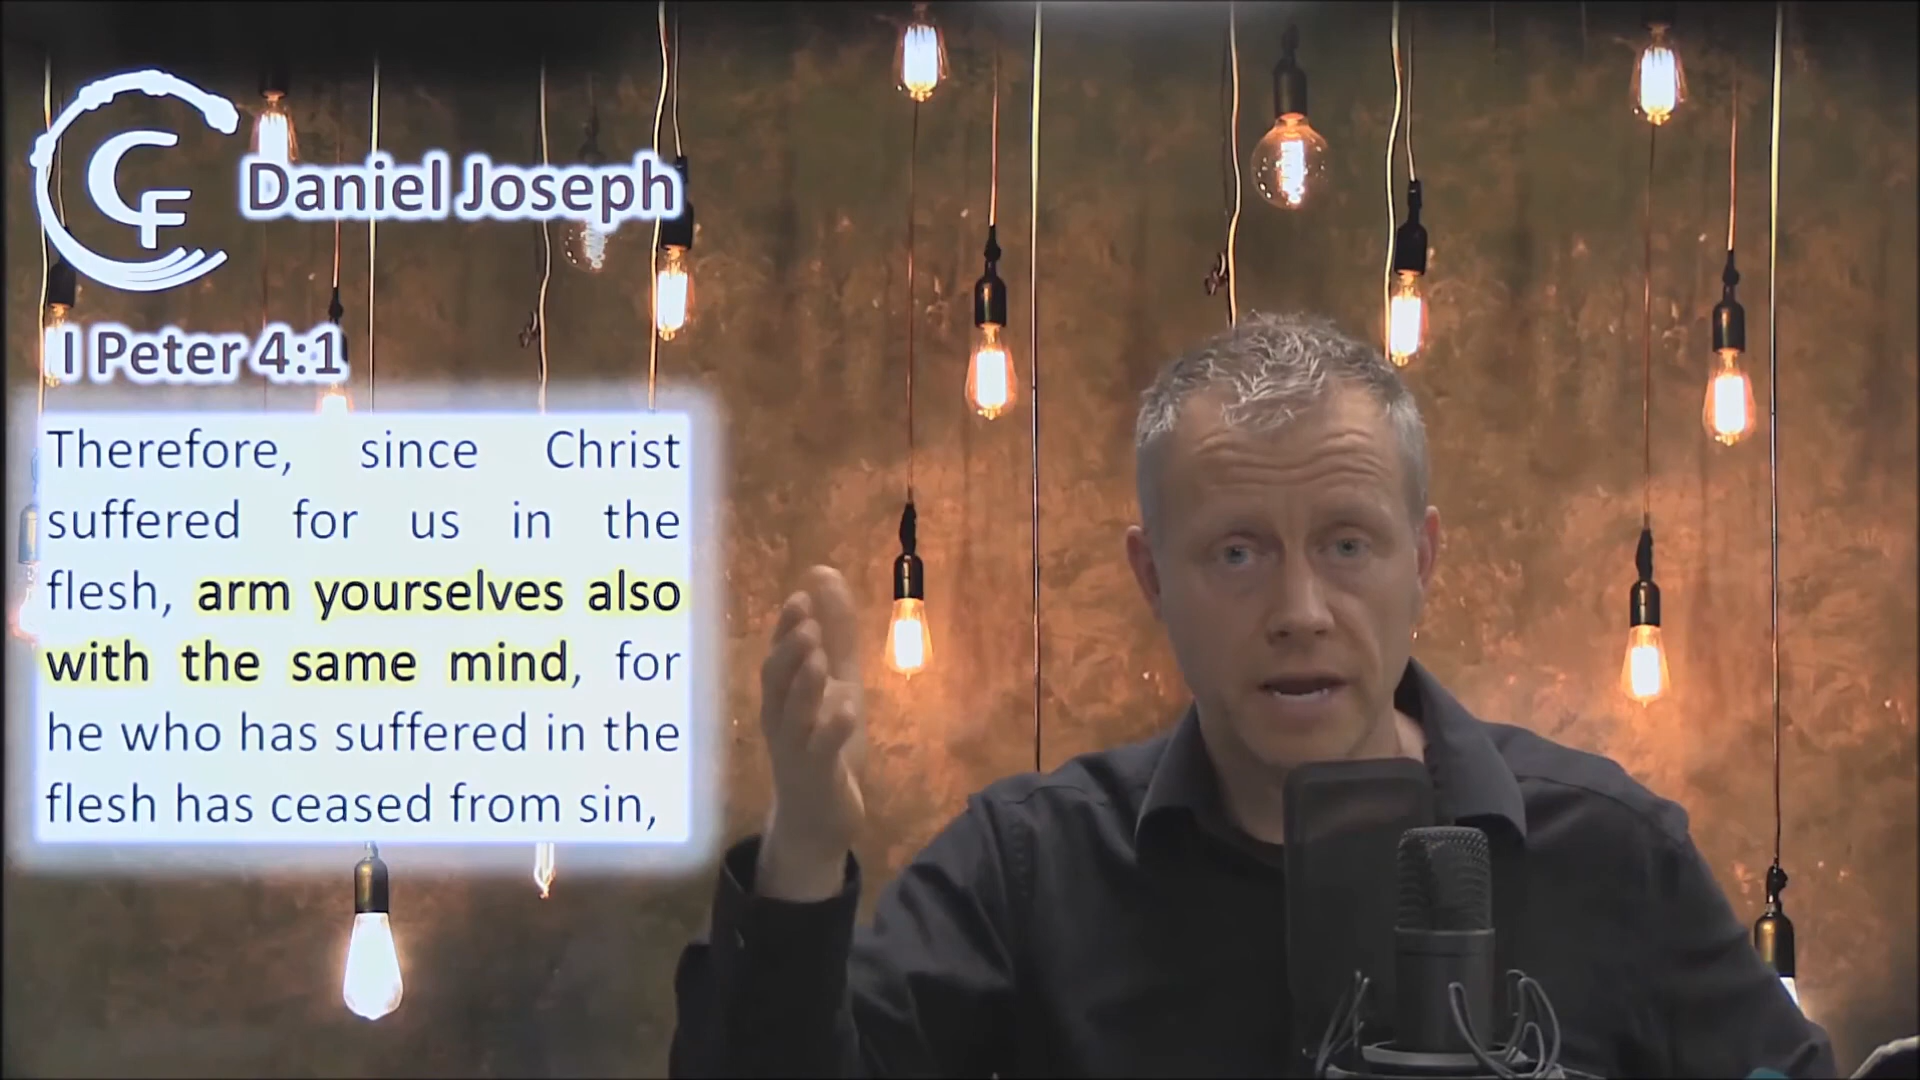 CF
Daniel Joseph
I Peter 4:1
Therefore, since Christ
suffered for us in the
flesh, arm yourselves also
with the same mind, for
he who has suffered in the
flesh has ceased from sin,